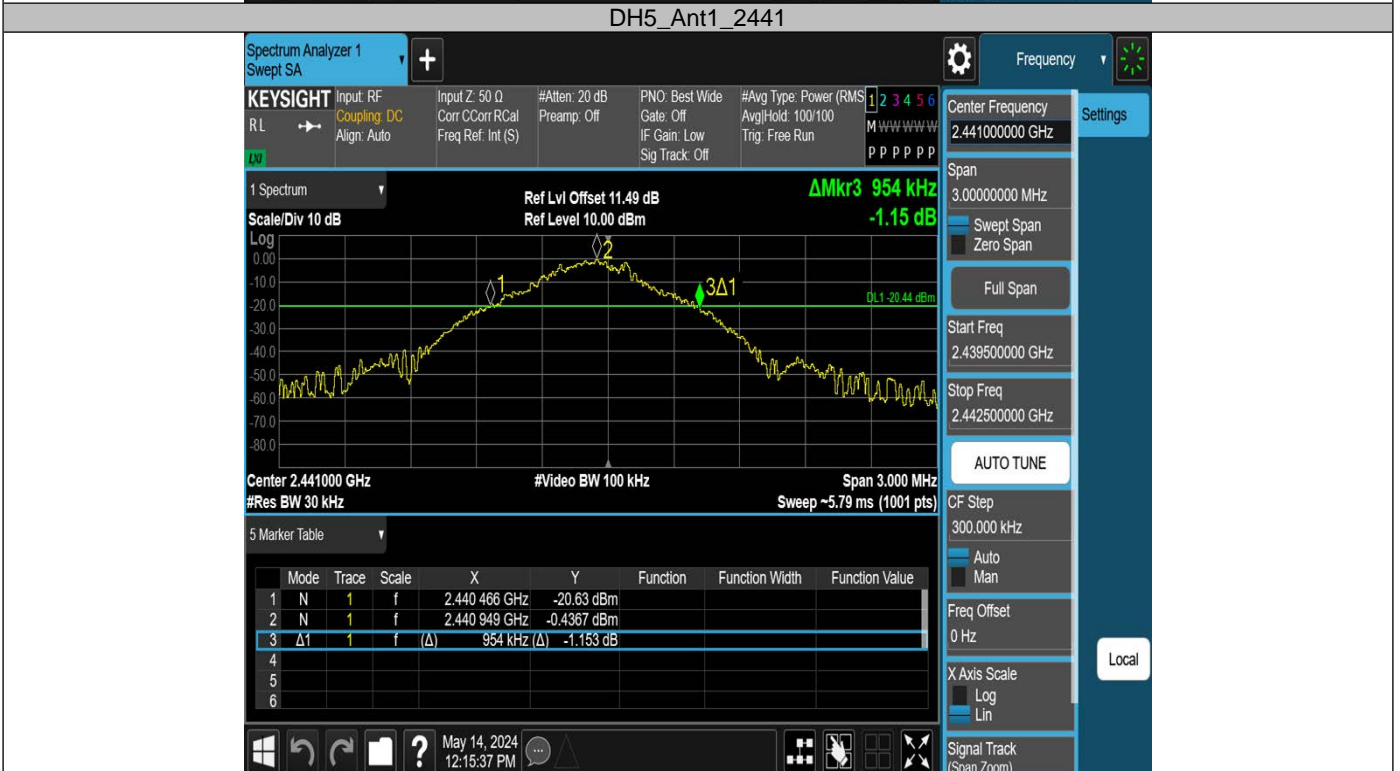 DH5_Ant1_2441
Spectrum Analyzer 1
Swept SA
+
Frequency
KEYSIGHT
RL
LXI
Input: RF
Coupling: DC
Align: Auto
Input Z: 50 Ω
Corr CCorr RCal
Freq Ref: Int (S)
#Atten: 20 dB
Preamp: Off
PNO: Best Wide
Gate: Off
IF Gain: Low
Sig Track: Off
#Avg Type: Power (RMS
Avg|Hold: 100/100
Trig: Free Run
1 2 3 4 5 6
M W W W W W
P P P P P P
Center Frequency
2.441000000 GHz
Settings
Span
3.00000000 MHz
Swept Span
Zero Span
Full Span
Start Freq
2.439500000 GHz
Stop Freq
2.442500000 GHz
AUTO TUNE
CF Step
300.000 kHz
Auto
Man
Freq Offset
0 Hz
X Axis Scale
Log
Lin
Signal Track
(Span Zoom)
Local
1 Spectrum
Scale/Div 10 dB
Ref Lvl Offset 11.49 dB
Ref Level 10.00 dBm
ΔMkr3 954 kHz
-1.15 dB
Log
0.00
-10.0
-20.0
-30.0
-40.0
-50.0
-60.0
-70.0
-80.0
1
2
3Δ1
DL1 -20.44 dBm
Center 2.441000 GHz
#Video BW 100 kHz
Span 3.000 MHz
#Res BW 30 kHz
Sweep ~5.79 ms (1001 pts)
5 Marker Table
Mode Trace Scale X Y Function Function Width Function Value
1 N 1 f 2.440 466 GHz -20.63 dBm
2 N 1 f 2.440 949 GHz -0.4367 dBm
3 Δ1 1 f (Δ) 954 kHz (Δ) -1.153 dB
4
5
6
?
May 14, 2024
12:15:37 PM